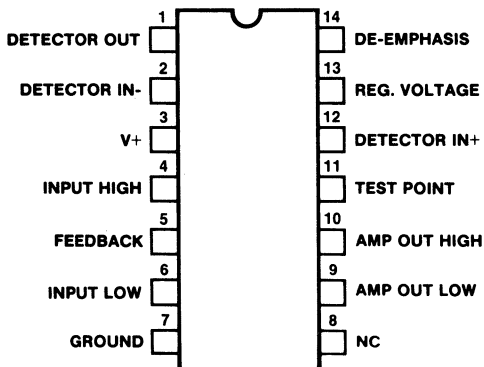 1 14
DETECTOR OUT DE-EMPHASIS
2 13
DETECTOR IN- REG. VOLTAGE
3 12
V+ DETECTOR IN+
4 11
INPUT HIGH TEST POINT
5 10
FEEDBACK AMP OUT HIGH
6 9
INPUT LOW AMP OUT LOW
7 8
GROUND NC